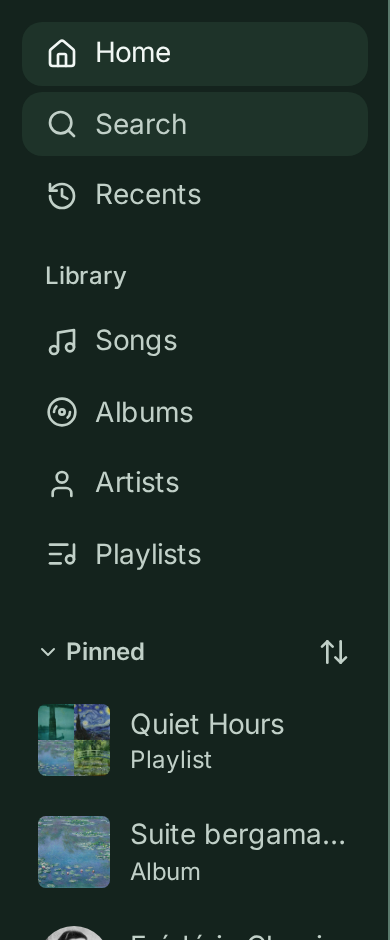 Home
Search
Recents
Library
Songs
Albums
Artists
Playlists
Pinned
Quiet Hours
Playlist
Suite bergama...
Album